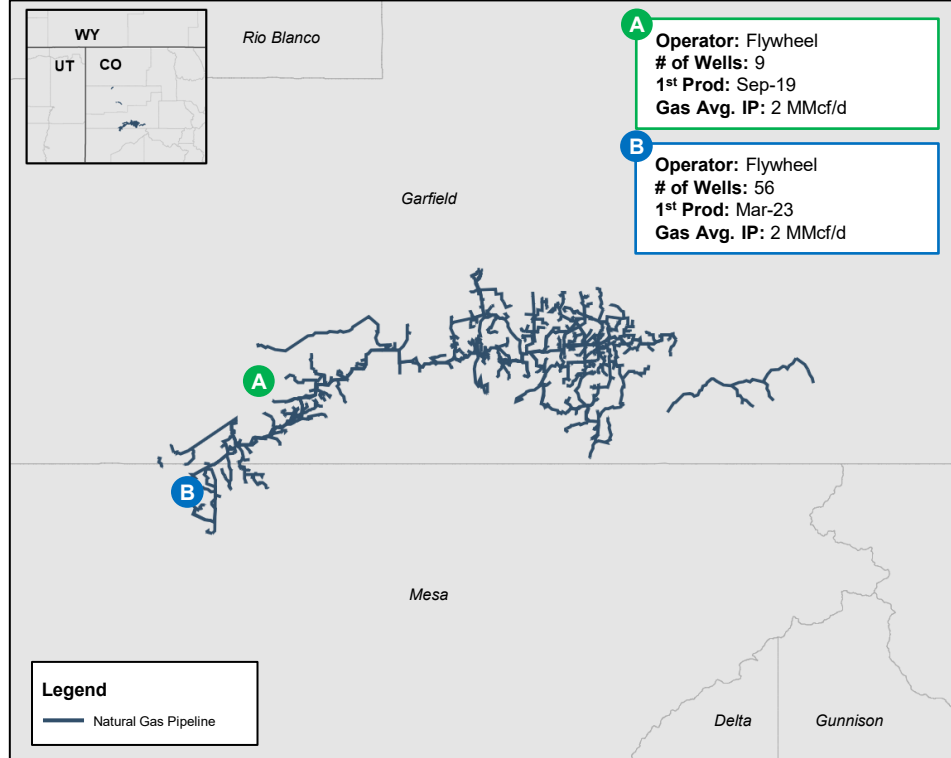 WY
UT
CO
Rio Blanco
A
Operator: Flywheel
# of Wells: 9
1st Prod: Sep-19
Gas Avg. IP: 2 MMcf/d
B
Operator: Flywheel
# of Wells: 56
1st Prod: Mar-23
Gas Avg. IP: 2 MMcf/d
Garfield
A
B
Mesa
Legend
Natural Gas Pipeline
Delta
Gunnison